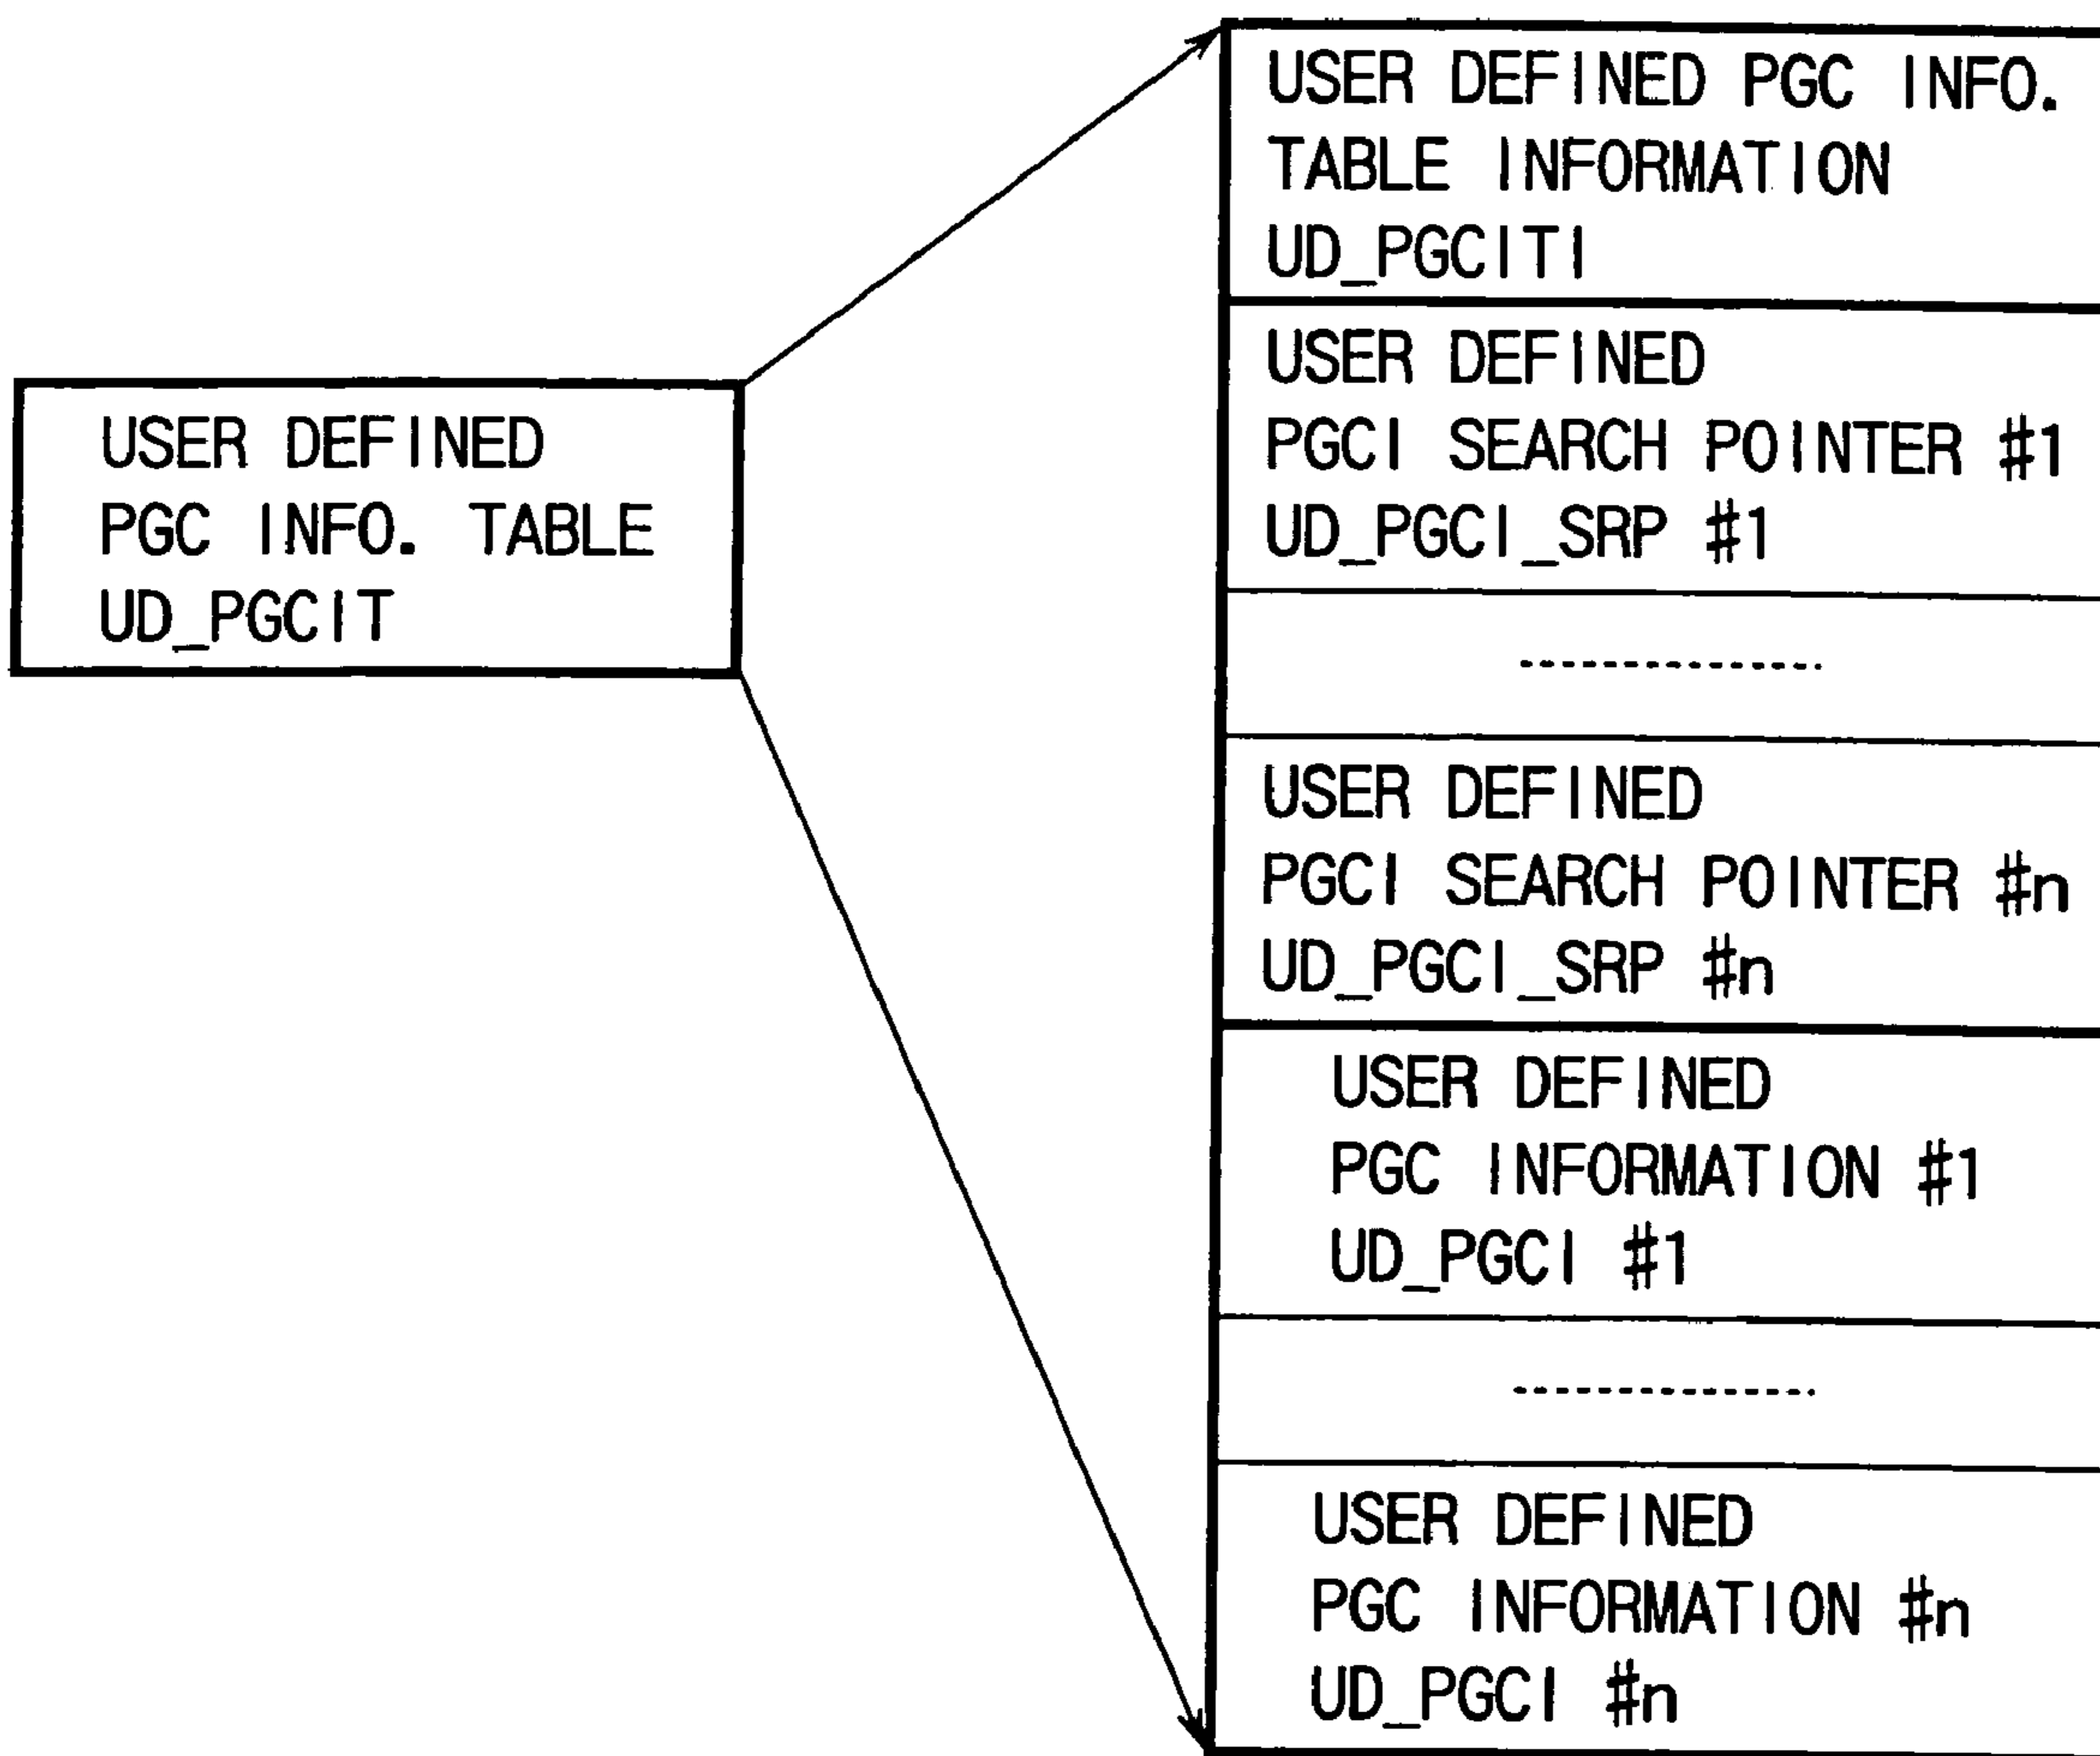 USER DEFINED
PGC INFO. TABLE
UD_PGCIT
USER DEFINED PGC INFO.
TABLE INFORMATION
UD_PGCITI
USER DEFINED
PGCI SEARCH POINTER #1
UD_PGCI_SRP #1
USER DEFINED
PGCI SEARCH POINTER #n
UD_PGCI_SRP #n
USER DEFINED
PGC INFORMATION #1
UD_PGCI #1
USER DEFINED
PGC INFORMATION #n
UD_PGCI #n